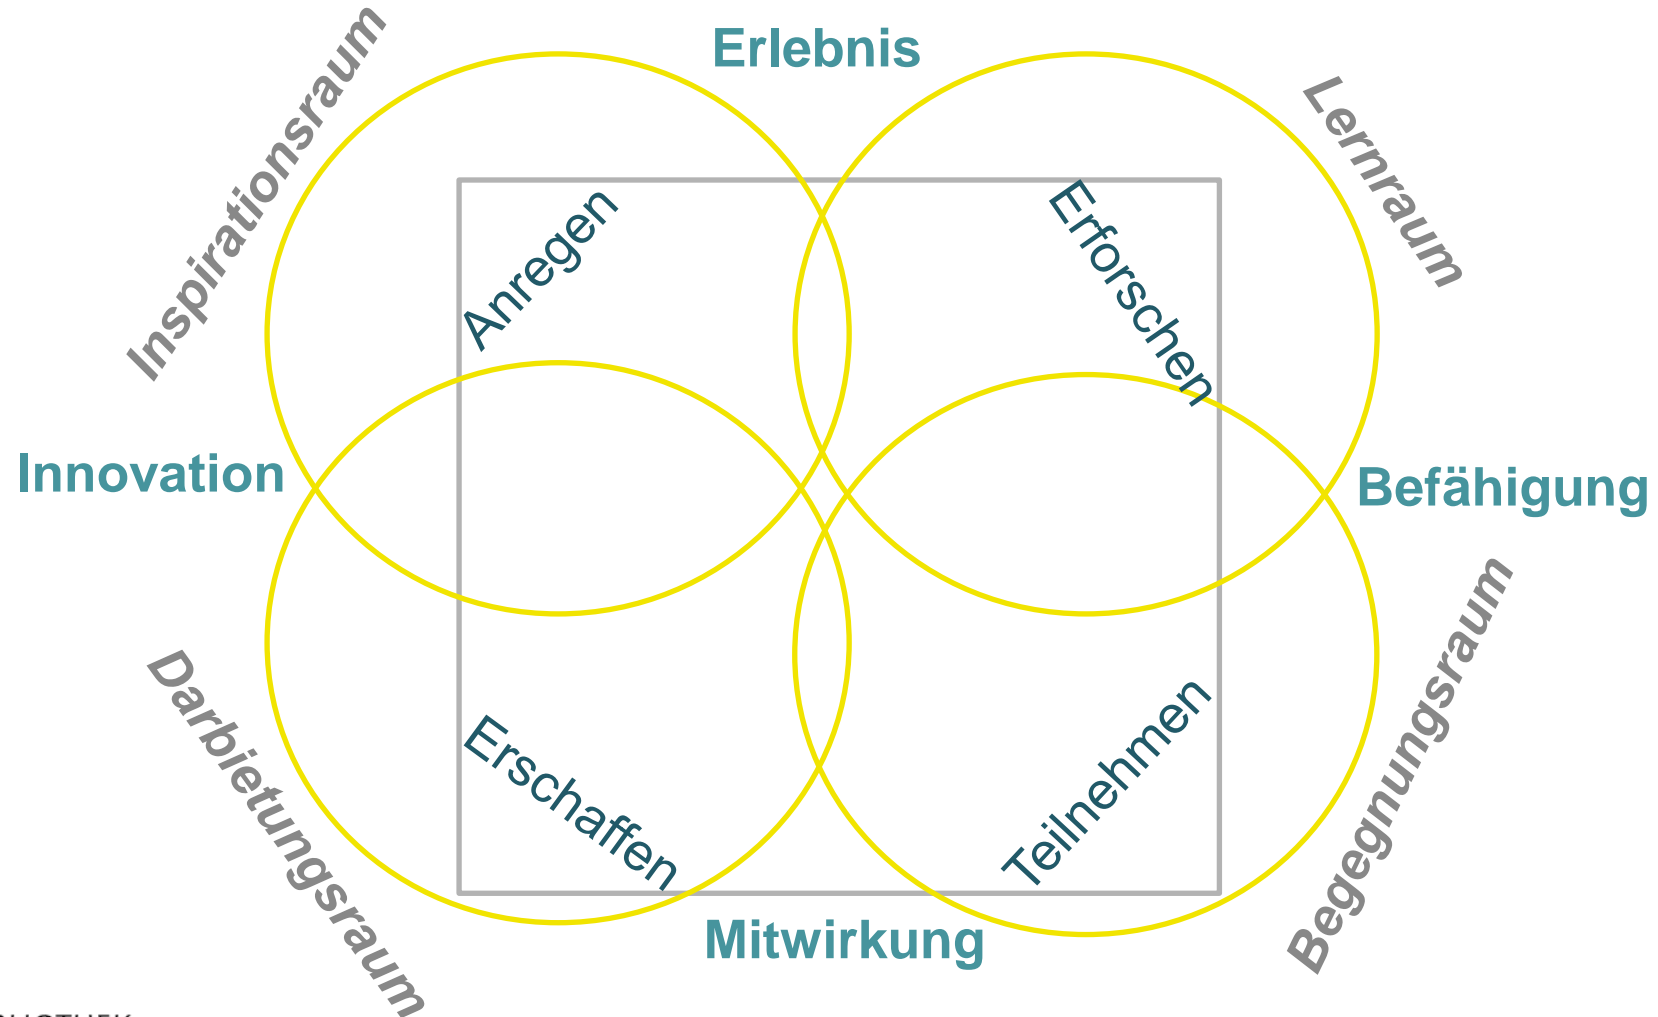 Erlebnis
Inspirationsraum
Lernraum
Anregen
Erforschen
Innovation
Befähigung
Darbietungsraum
Erschaffen
Teilnehmen
Begegnungsraum
Mitwirkung